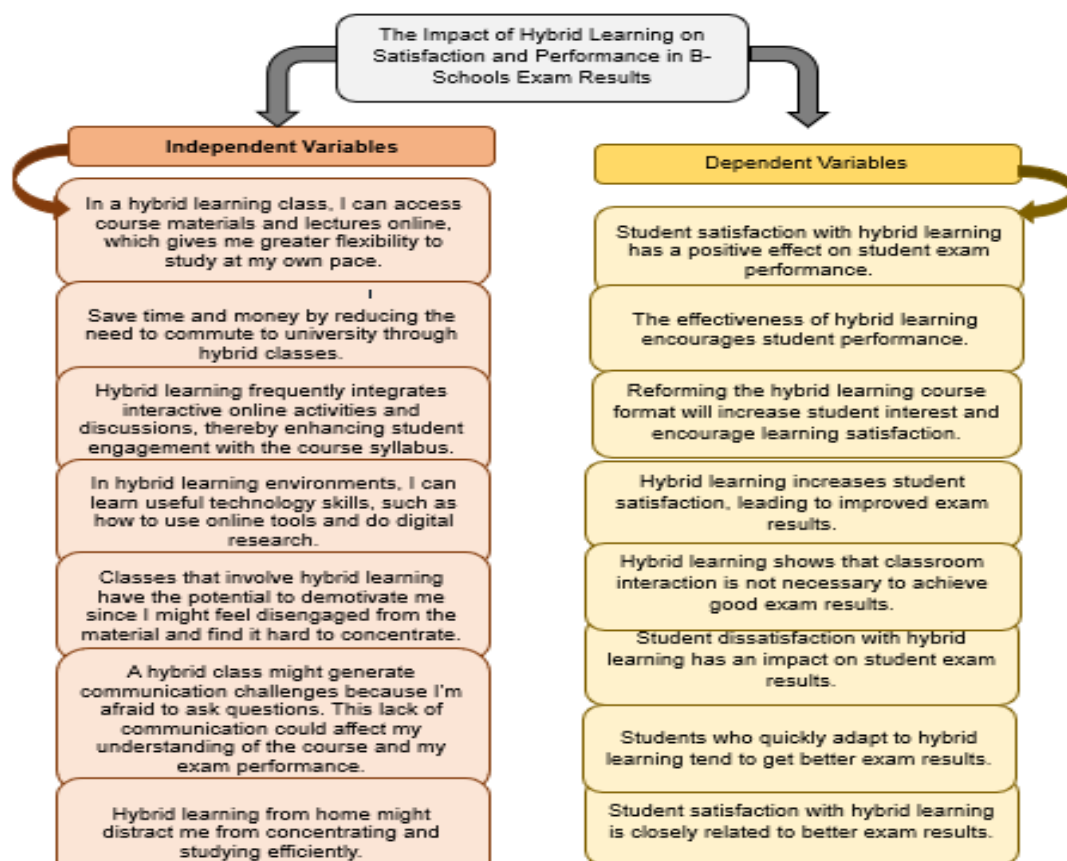 The Impact of Hybrid Learning on
Satisfaction and Performance in B-
Schools Exam Results
Independent Variables
In a hybrid learning class, I can access
course materials and lectures online,
which gives me greater flexibility to
study at my own pace.
Save time and money by reducing the
need to commute to university through
hybrid classes.
Hybrid learning frequently integrates
interactive online activities and
discussions, thereby enhancing student
engagement with the course syllabus.
In hybrid learning environments, I can
learn useful technology skills, such as
how to use online tools and do digital
research.
Classes that involve hybrid learning
have the potential to demotivate me
since I might feel disengaged from the
material and find it hard to concentrate.
A hybrid class might generate
communication challenges because I'm
afraid to ask questions. This lack of
communication could affect my
understanding of the course and my
exam performance.
Hybrid learning from home might
distract me from concentrating and
studying efficiently.
Dependent Variables
Student satisfaction with hybrid learning
has a positive effect on student exam
performance.
The effectiveness of hybrid learning
encourages student performance.
Reforming the hybrid learning course
format will increase student interest and
encourage learning satisfaction.
Hybrid learning increases student
satisfaction, leading to improved exam
results.
Hybrid learning shows that classroom
interaction is not necessary to achieve
good exam results.
Student dissatisfaction with hybrid
learning has an impact on student exam
results.
Students who quickly adapt to hybrid
learning tend to get better exam results.
Student satisfaction with hybrid learning
is closely related to better exam results.